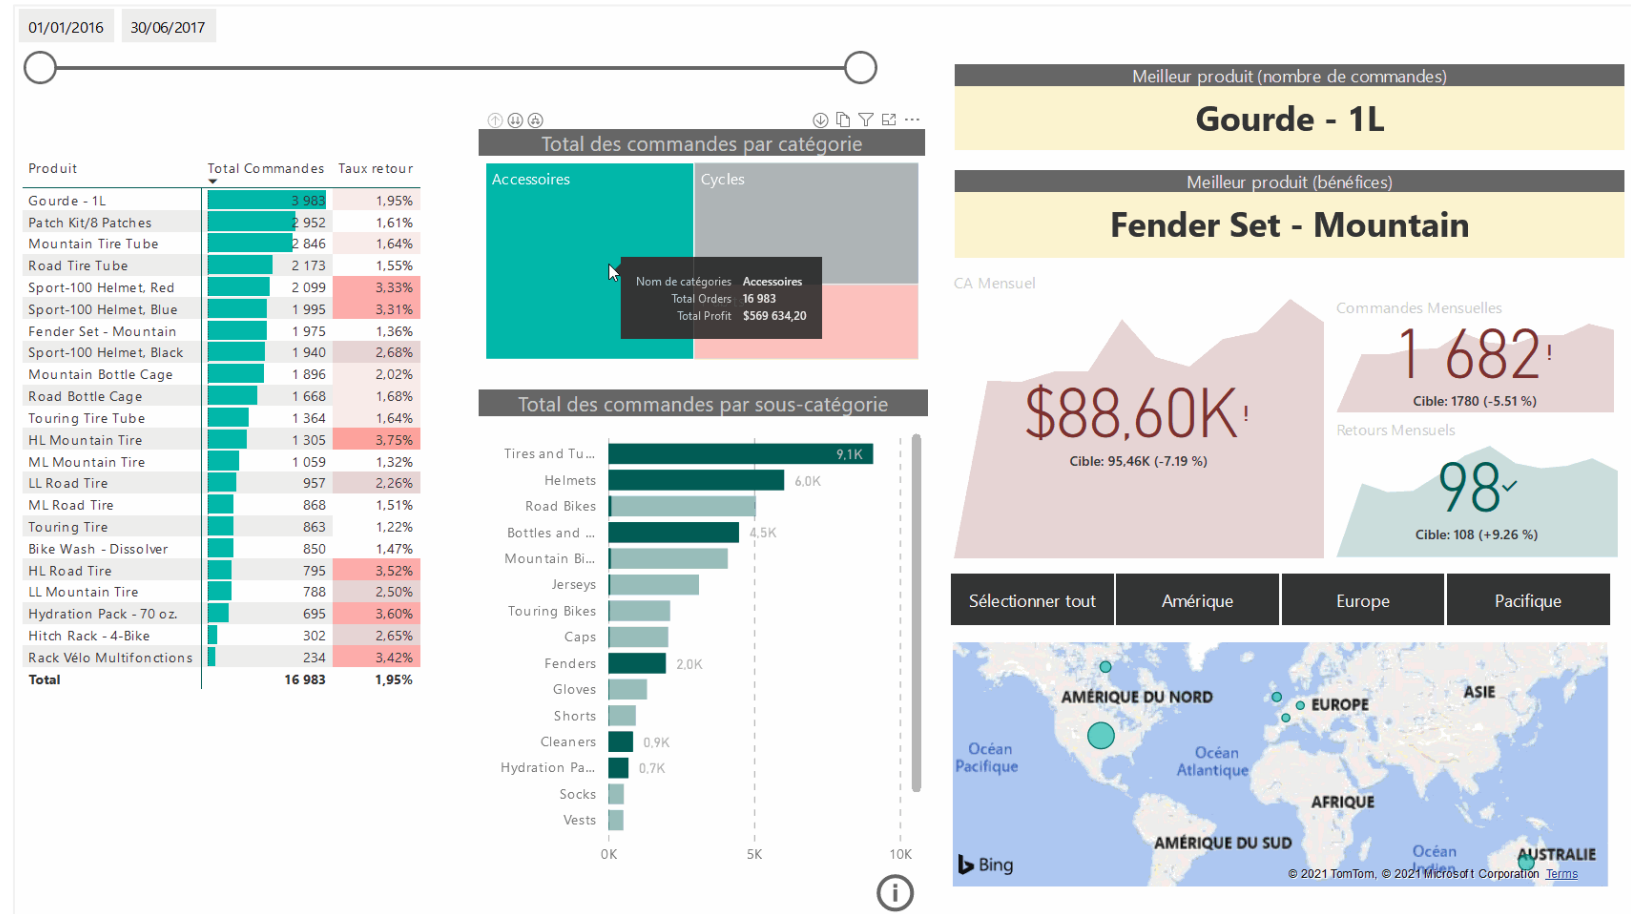 01/01/2016 30/06/2017
Produit Total Commandes Taux retour
Gourde - 1L 3 983 1,95%
Patch Kit/8 Patches 2 952 1,61%
Mountain Tire Tube 2 846 1,64%
Road Tire Tube 2 173 1,55%
Sport-100 Helmet, Red 2 099 3,33%
Sport-100 Helmet, Blue 1 995 3,31%
Fender Set - Mountain 1 975 1,36%
Sport-100 Helmet, Black 1 940 2,68%
Mountain Bottle Cage 1 896 2,02%
Road Bottle Cage 1 668 1,68%
Touring Tire Tube 1 364 1,64%
HL Mountain Tire 1 305 3,75%
ML Mountain Tire 1 059 1,32%
LL Road Tire 957 2,26%
ML Road Tire 868 1,51%
Touring Tire 863 1,22%
Bike Wash - Dissolver 850 1,47%
HL Road Tire 795 3,52%
LL Mountain Tire 788 2,50%
Hydration Pack - 70 oz. 695 3,60%
Hitch Rack - 4-Bike 302 2,65%
Rack Vélo Multifonctions 234 3,42%
Total 16 983 1,95%
Total des commandes par catégorie
Accessoires
Cycles
Nom de catégories Accessoires
Total Orders 16 983
Total Profit $569 634,20
Total des commandes par sous-catégorie
Tires and Tu... 9,1K
Helmets 6,0K
Road Bikes
Bottles and ... 4,5K
Mountain Bi...
Jerseys
Touring Bikes
Caps
Fenders 2,0K
Gloves
Shorts
Cleaners 0,9K
Hydration Pa... 0,7K
Socks
Vests
0K 5K 10K
Meilleur produit (nombre de commandes)
Gourde - 1L
Meilleur produit (bénéfices)
Fender Set - Mountain
CA Mensuel
$88,60K!
Cible: 95,46K (-7.19 %)
Commandes Mensuelles
1 682!
Cible: 1780 (-5.51 %)
Retours Mensuels
98
Cible: 108 (+9.26 %)
Sélectionner tout Amérique Europe Pacifique
AMÉRIQUE DU NORD
EUROPE
ASIE
Océan
Pacifique
Océan
Atlantique
AFRIQUE
AMÉRIQUE DU SUD
Océan
Indien
AUSTRALIE
Bing
© 2021 TomTom, © 2021 Microsoft Corporation Terms